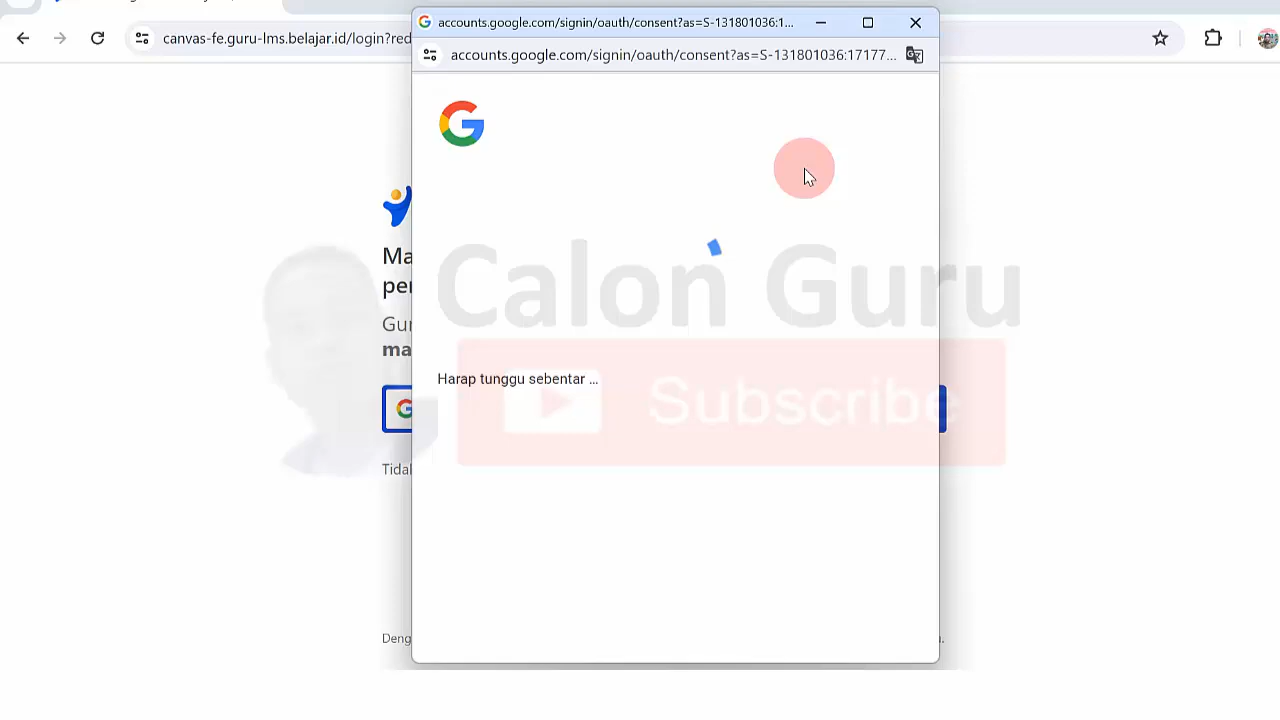 accounts.google.com/signin/oauth/consent?as=S-131801036:1...
canvas-fe.guru-lms.belajar.id/login?red
accounts.google.com/signin/oauth/consent?as=S-131801036:17177...
Ma
per
Gur
ma
Calon Guru
Harap tunggu sebentar ...
Subscribe
Tidal
Deng